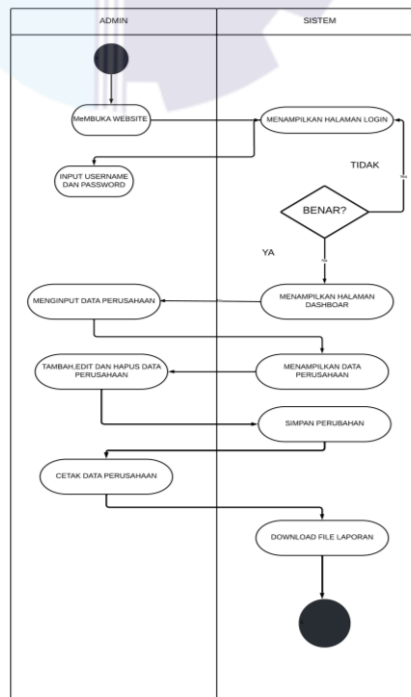 ADMIN
SISTEM
MeMBUKA WEBSITE
MENAMPILKAN HALAMAN LOGIN
INPUT USERNAME
DAN PASSWORD
TIDAK
BENAR?
YA
MENGINPUT DATA PERUSAHAAN
MENAMPILKAN HALAMAN
DASHBOAR
TAMBAH,EDIT DAN HAPUS DATA
PERUSAHAAN
MENAMPILKAN DATA
PERUSAHAAN
SIMPAN PERUBAHAN
CETAK DATA PERUSAHAAN
DOWNLOAD FILE LAPORAN